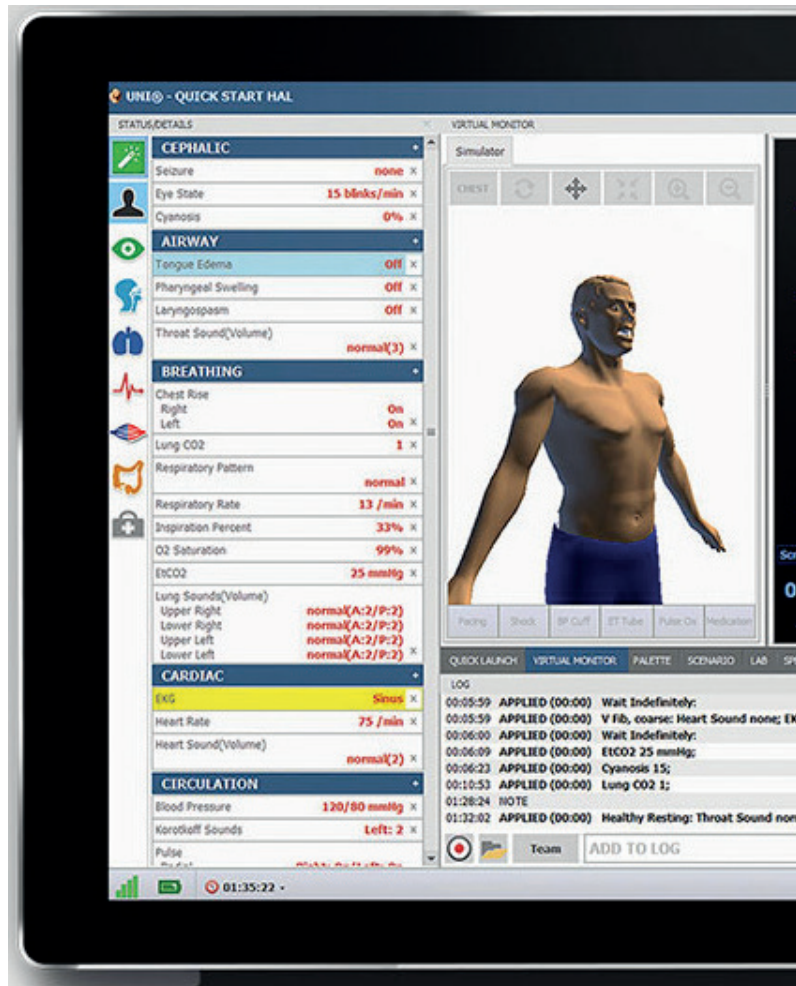 UNI® - QUICK START HAL
STATUS/DETAILS
CEPHALIC
Seizure none
Eye State 15 blinks/min
Cyanosis 0%
AIRWAY
Tongue Edema Off
Pharyngeal Swelling Off
Laryngospasm Off
Throat Sound(Volume)
normal(3)
BREATHING
Chest Rise
Right On
Left On
Lung CO2 1
Respiratory Pattern
normal
Respiratory Rate 13 /min
Inspiration Percent 33%
O2 Saturation 99%
EtCO2 25 mmHg
Lung Sounds(Volume)
Upper Right normal(A:2/P:2)
Lower Right normal(A:2/P:2)
Upper Left normal(A:2/P:2)
Lower Left normal(A:2/P:2)
CARDIAC
EKG Sinus
Heart Rate 75 /min
Heart Sound(Volume)
normal(2)
CIRCULATION
Blood Pressure 120/80 mmHg
Korotkoff Sounds Left: 2
Pulse
01:35:22
VIRTUAL MONITOR
Simulator
CHEST
Pacing Shock BP Cuff ET Tube Pulse Ox Medication
Scr
0
QUICK LAUNCH VIRTUAL MONITOR PALETTE SCENARIO LAB
LOG
00:05:59 APPLIED (00:00) Wait Indefinitely:
00:05:59 APPLIED (00:00) V Fib, coarse: Heart Sound none; EK
00:06:00 APPLIED (00:00) Wait Indefinitely:
00:06:09 APPLIED (00:00) EtCO2 25 mmHg;
00:06:23 APPLIED (00:00) Cyanosis 15;
00:10:53 APPLIED (00:00) Lung CO2 1;
01:28:24 NOTE
01:32:02 APPLIED (00:00) Healthy Resting: Throat Sound nor
Team ADD TO LOG